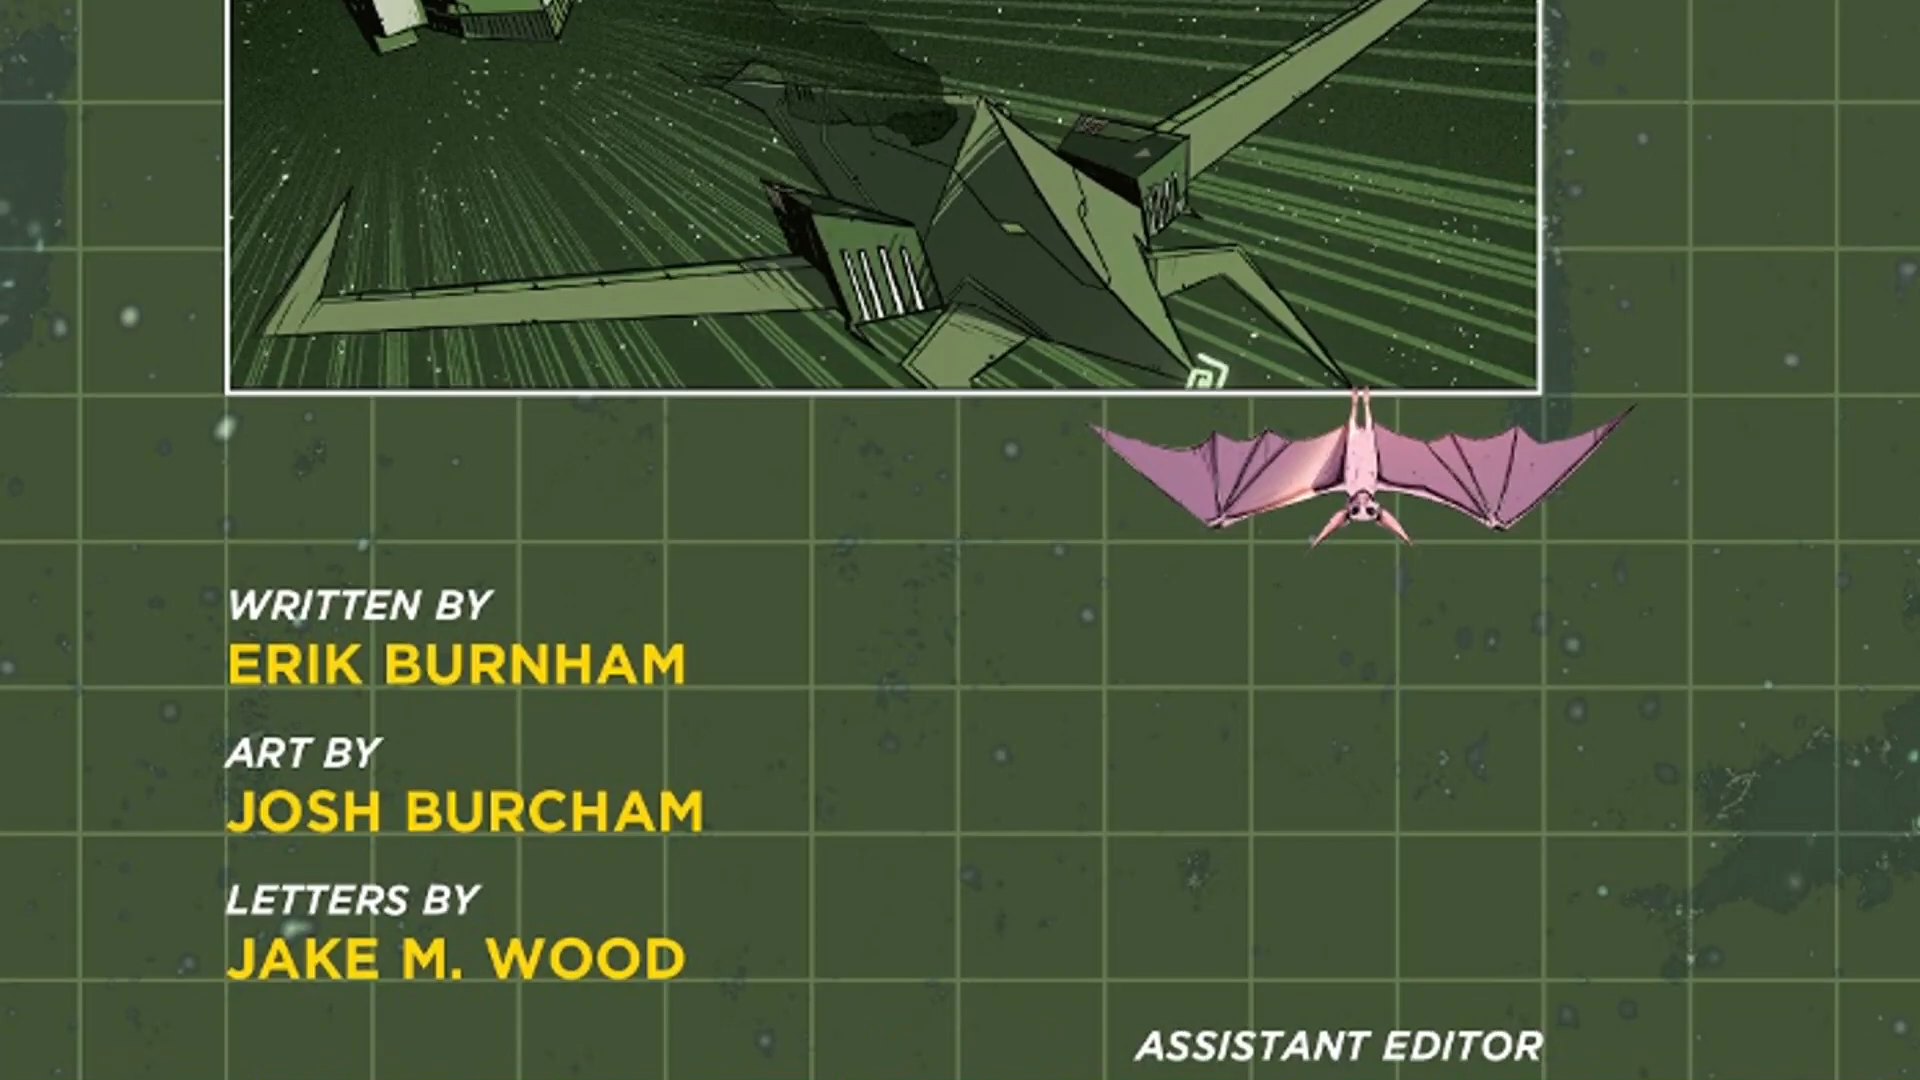 WRITTEN BY
ERIK BURNHAM
ART BY
JOSH BURCHAM
LETTERS BY
JAKE M. WOOD
ASSISTANT EDITOR